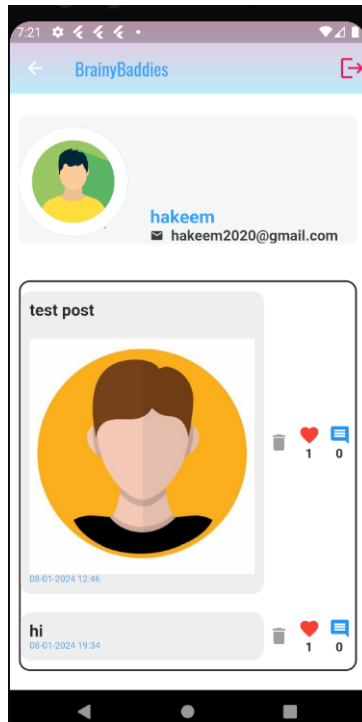 7:21
BrainyBaddies
hakeem
hakeem2020@gmail.com
test post
1 0
08-01-2024 12:46
hi
08-01-2024 19:34
1 0